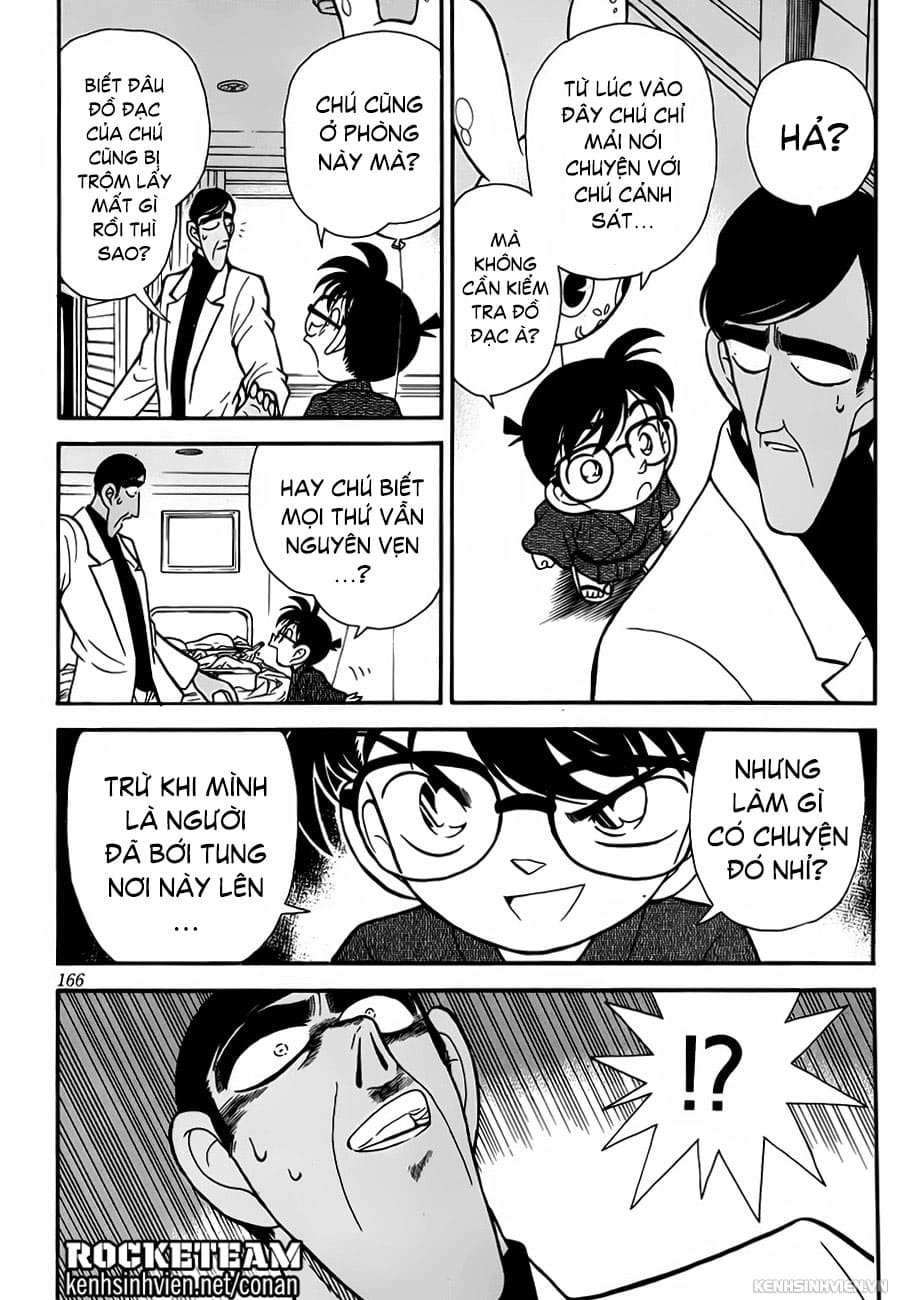 HẢ?
TỪ LÚC VÀO
ĐÂY CHÚ CHỈ
MẢI NÓI
CHUYỆN VỚI
CHÚ CẢNH
SÁT...
MÀ
KHÔNG
CẦN KIỂM
TRA ĐỒ
ĐẠC À?
CHÚ CŨNG
Ở PHÒNG
NÀY MÀ?
BIẾT ĐÂU
ĐỒ ĐẠC
CỦA CHÚ
CŨNG BỊ
TRỘM LẤY
MẤT GÌ
RỒI THÌ
SAO?
HAY CHÚ BIẾT
MỌI THỨ VẪN
NGUYÊN VẸN
...?
NHƯNG
LÀM GÌ
CÓ CHUYỆN
ĐÓ NHỈ?
TRỪ KHI MÌNH
LÀ NGƯỜI
ĐÃ BỚI TUNG
NƠI NÀY LÊN
...
166
!?
ROCKETEAM
kenhsinhvien.net/conan
KENHSINHVIEN.VN